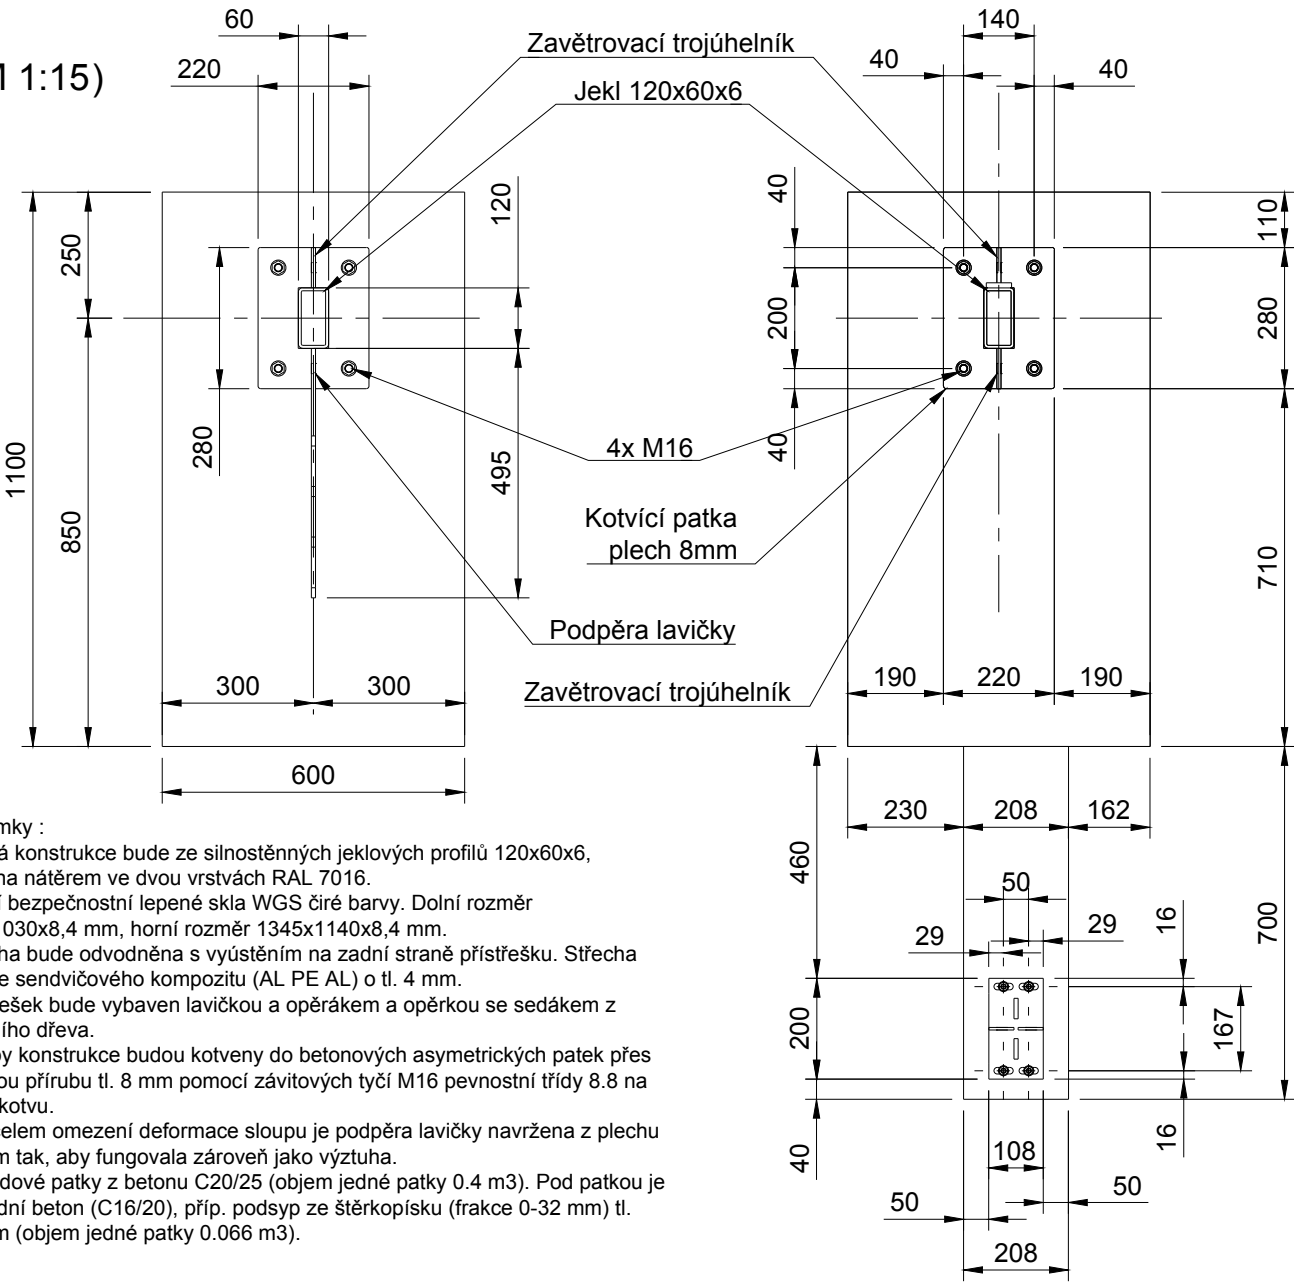 60
140
Zavětrovací trojúhelník
M 1:15)
220
40
40
Jekl 120x60x6
250
120
40
110
200
280
280
1100
850
495
4x M16
40
Kotvící patka
plech 8mm
710
Podpěra lavičky
300
300
Zavětrovací trojúhelník
190
220
190
600
230
208
162
460
50
29
29
16
700
200
167
40
108
16
50
50
208
mky :
á konstrukce bude ze silnostěnných jeklových profilů 120x60x6,
na nátěrem ve dvou vrstvách RAL 7016.
í bezpečnostní lepené skla WGS čiré barvy. Dolní rozměr
1030x8,4 mm, horní rozměr 1345x1140x8,4 mm.
ha bude odvodněna s vyústěním na zadní straně přístřešku. Střecha
e sendvičového kompozitu (AL PE AL) o tl. 4 mm.
ešek bude vybaven lavičkou a opěrákem a opěrkou se sedákem z
ního dřeva.
by konstrukce budou kotveny do betonových asymetrických patek přes
ou přírubu tl. 8 mm pomocí závitových tyčí M16 pevnostní třídy 8.8 na
kotvu.
elem omezení deformace sloupu je podpěra lavičky navržena z plechu
m tak, aby fungovala zároveň jako výztuha.
dové patky z betonu C20/25 (objem jedné patky 0.4 m3). Pod patkou je
dní beton (C16/20), příp. podsyp ze štěrkopísku (frakce 0-32 mm) tl.
m (objem jedné patky 0.066 m3).